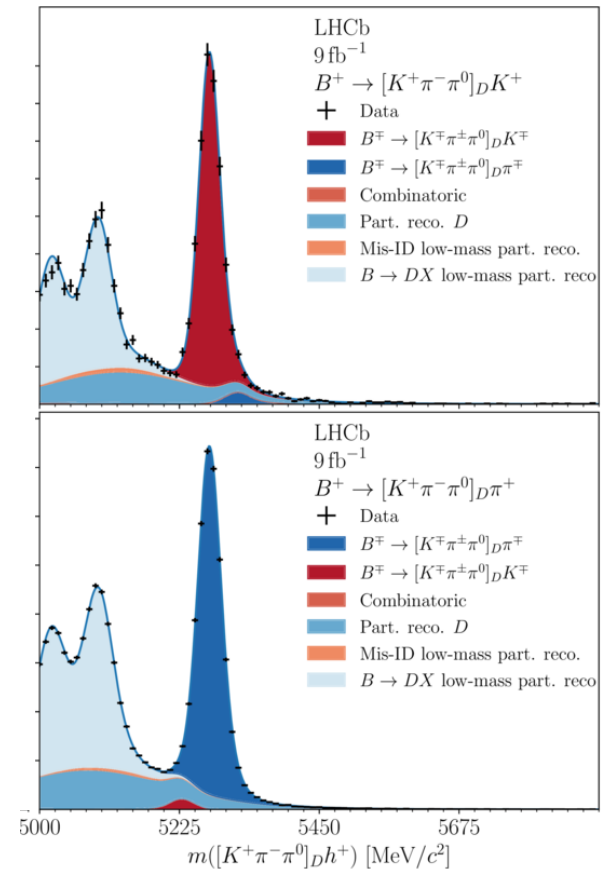 LHCb
9 fb⁻¹
B⁺ → [K⁺π⁻π⁰]_D K⁺
Data
B^∓ → [K^∓π^±π⁰]_D K^∓
B^∓ → [K^∓π^±π⁰]_D π^∓
Combinatoric
Part. reco. D
Mis-ID low-mass part. reco.
B → DX low-mass part. reco
LHCb
9 fb⁻¹
B⁺ → [K⁺π⁻π⁰]_D π⁺
Data
B^∓ → [K^∓π^±π⁰]_D π^∓
B^∓ → [K^∓π^±π⁰]_D K^∓
Combinatoric
Part. reco. D
Mis-ID low-mass part. reco.
B → DX low-mass part. reco
5000 5225 5450 5675
m([K⁺π⁻π⁰]_D h⁺) [MeV/c²]